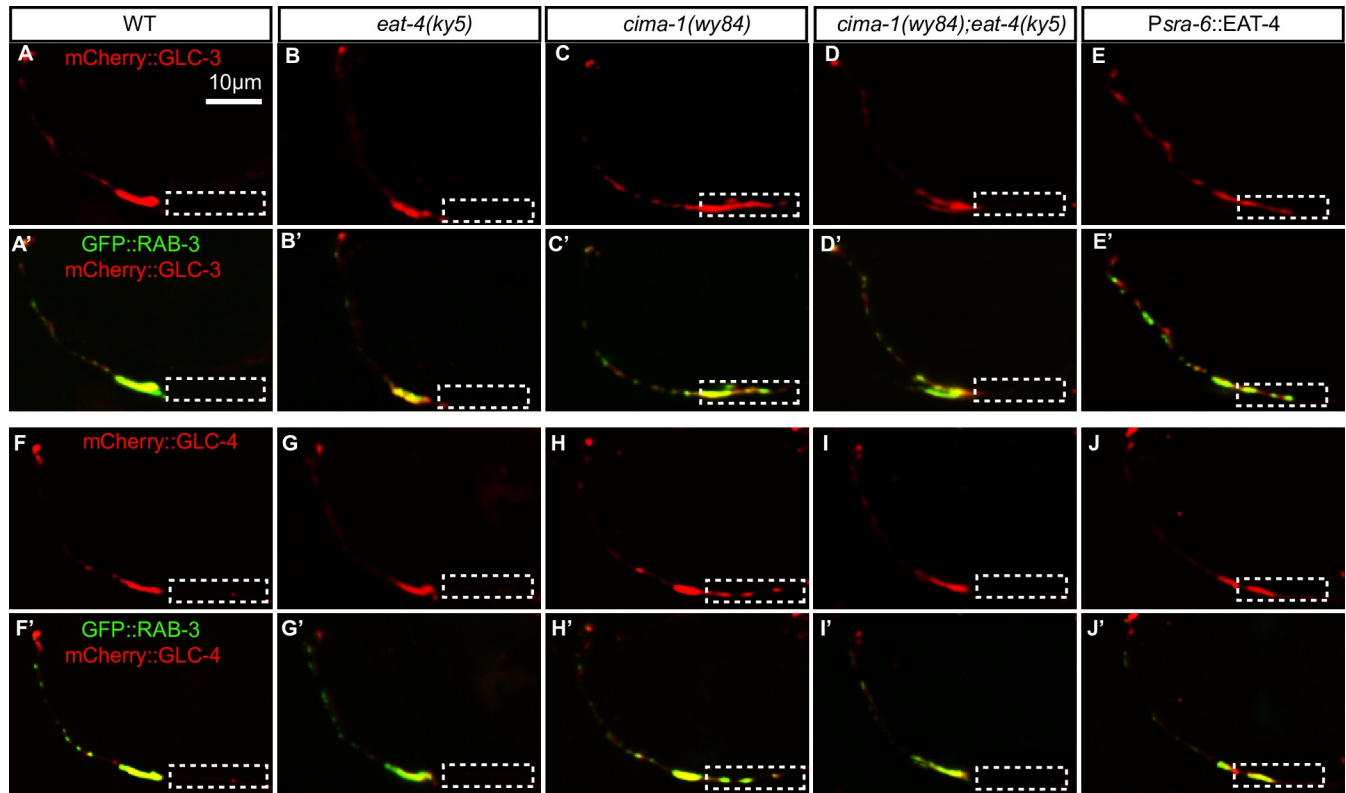 WT eat-4(ky5) cima-1(wy84) cima-1(wy84);eat-4(ky5) Psra-6::EAT-4
A B C D E
mCherry::GLC-3
10μm
A' B' C' D' E'
GFP::RAB-3
mCherry::GLC-3
F G H I J
mCherry::GLC-4
F' G' H' I' J'
GFP::RAB-3
mCherry::GLC-4